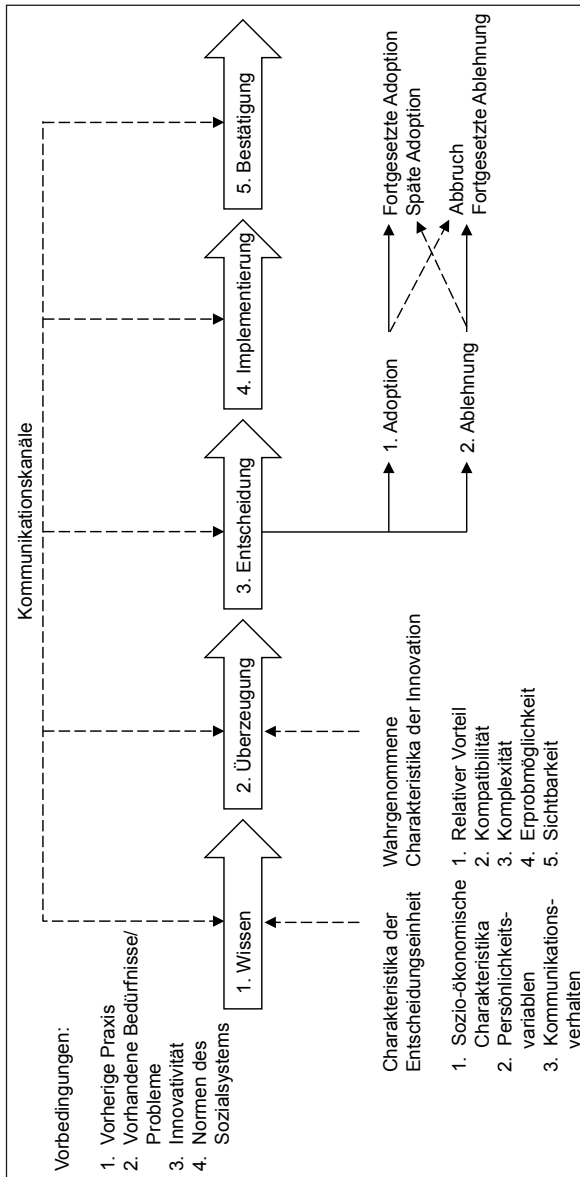 Kommunikationskanäle
Vorbedingungen:
1. Vorherige Praxis
2. Vorhandene Bedürfnisse/
Probleme
3. Innovativität
4. Normen des
Sozialsystems
1. Wissen
2. Überzeugung
3. Entscheidung
4. Implementierung
5. Bestätigung
Charakteristika der
Entscheidungseinheit
1. Sozio-ökonomische
Charakteristika
2. Persönlichkeits-
variablen
3. Kommunikations-
verhalten
Wahrgenommene
Charakteristika der Innovation
1. Relativer Vorteil
2. Kompatibilität
3. Komplexität
4. Erprobmöglichkeit
5. Sichtbarkeit
1. Adoption
2. Ablehnung
Fortgesetzte Adoption
Späte Adoption
Abbruch
Fortgesetzte Ablehnung